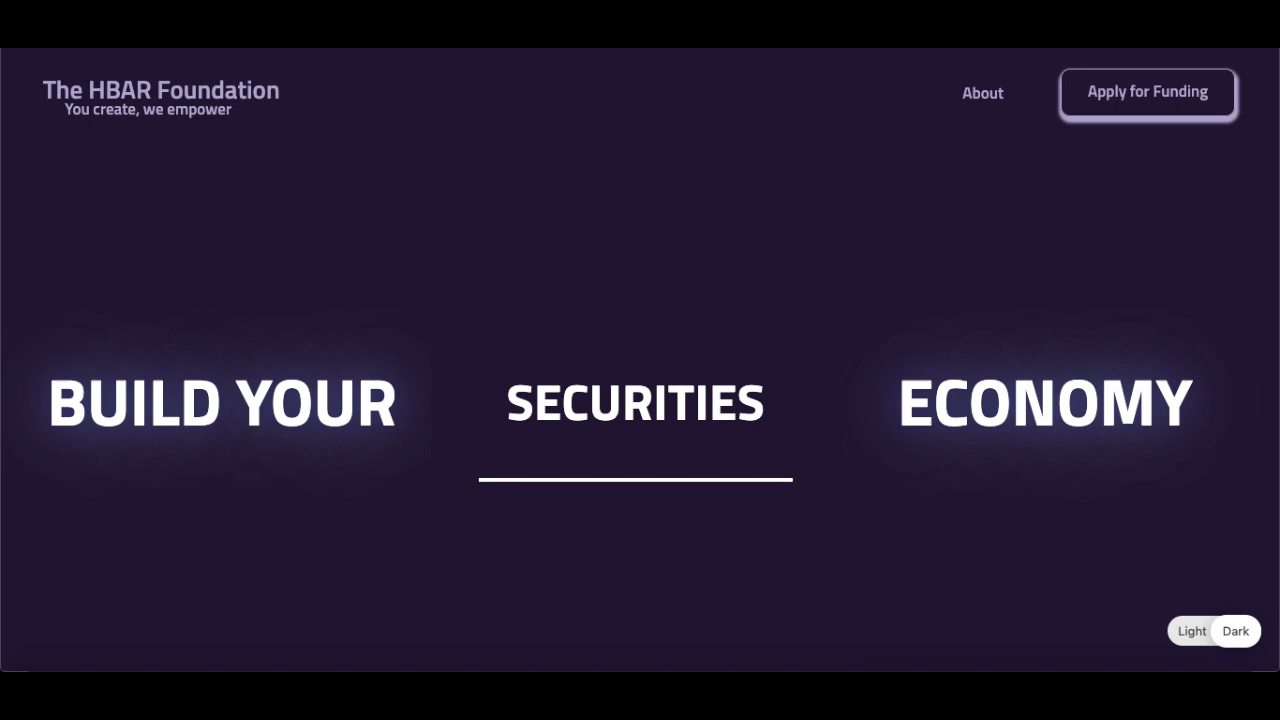 The HBAR Foundation
You create, we empower
About
Apply for Funding
BUILD YOUR SECURITIES ECONOMY
Light Dark